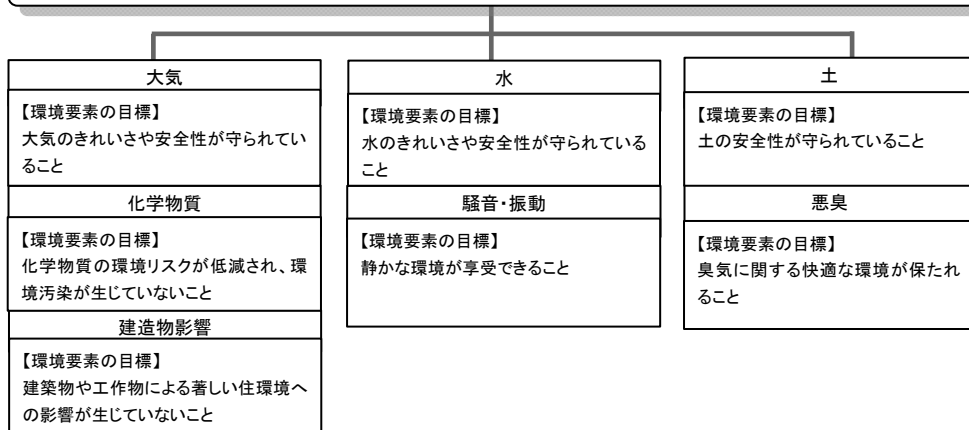 大気
【環境要素の目標】
大気のきれいさや安全性が守られてい
ること
化学物質
【環境要素の目標】
化学物質の環境リスクが低減され、環
境汚染が生じていないこと
建造物影響
【環境要素の目標】
建築物や工作物による著しい住環境へ
の影響が生じていないこと
水
【環境要素の目標】
水のきれいさや安全性が守られている
こと
騒音・振動
【環境要素の目標】
静かな環境が享受できること
土
【環境要素の目標】
土の安全性が守られていること
悪臭
【環境要素の目標】
臭気に関する快適な環境が保たれ
ること